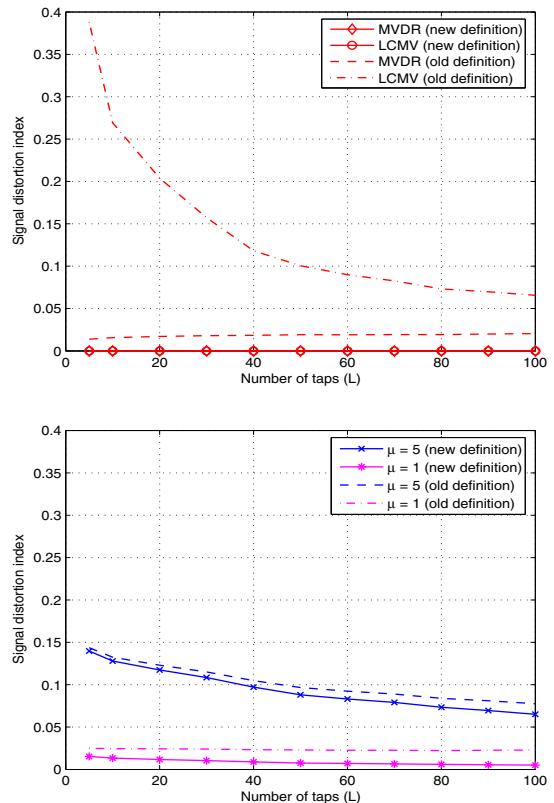 0.4
0.35
0.3
0.25
0.2
0.15
0.1
0.05
0
Signal distortion index
MVDR (new definition)
LCMV (new definition)
MVDR (old definition)
LCMV (old definition)
0 20 40 60 80 100
Number of taps (L)
0.4
0.35
0.3
0.25
0.2
0.15
0.1
0.05
0
Signal distortion index
μ = 5 (new definition)
μ = 1 (new definition)
μ = 5 (old definition)
μ = 1 (old definition)
0 20 40 60 80 100
Number of taps (L)